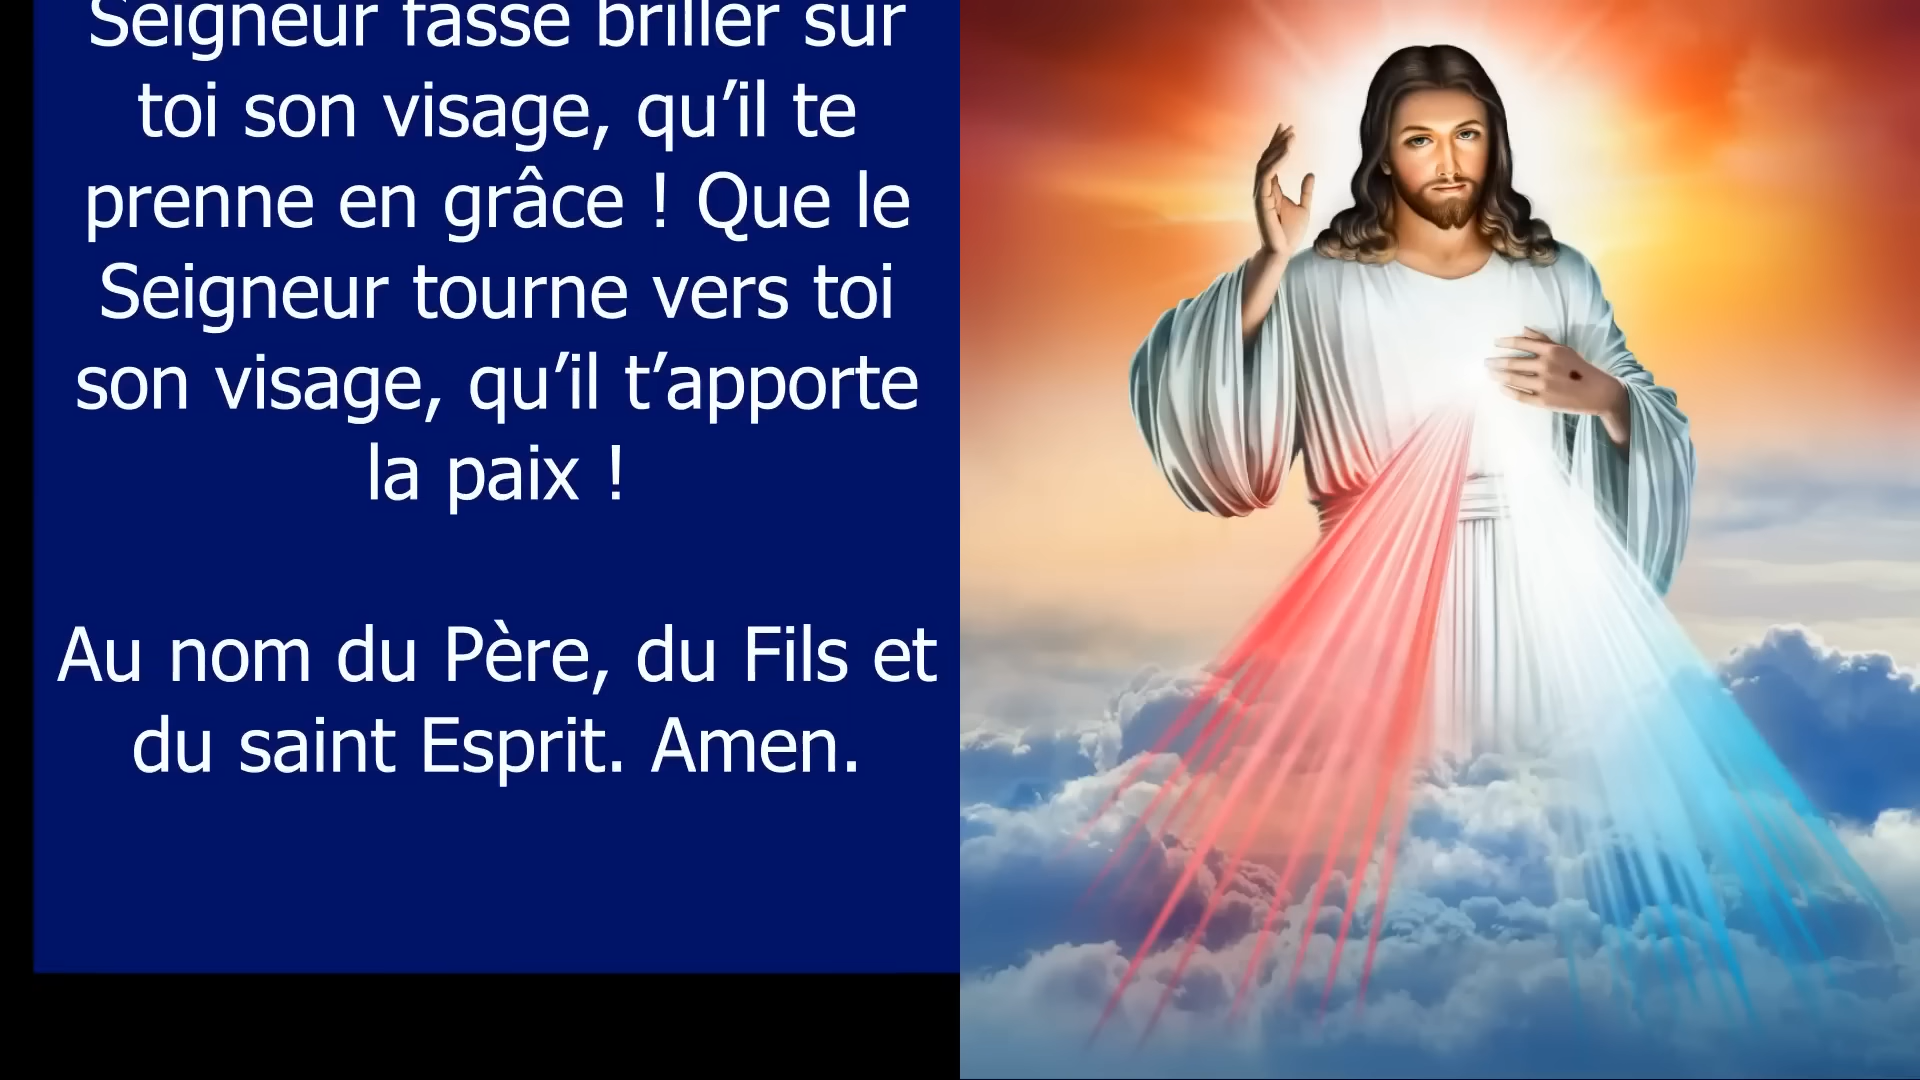 Seigneur fasse briller sur
toi son visage, qu’il te
prenne en grâce ! Que le
Seigneur tourne vers toi
son visage, qu’il t’apporte
la paix !
Au nom du Père, du Fils et
du saint Esprit. Amen.